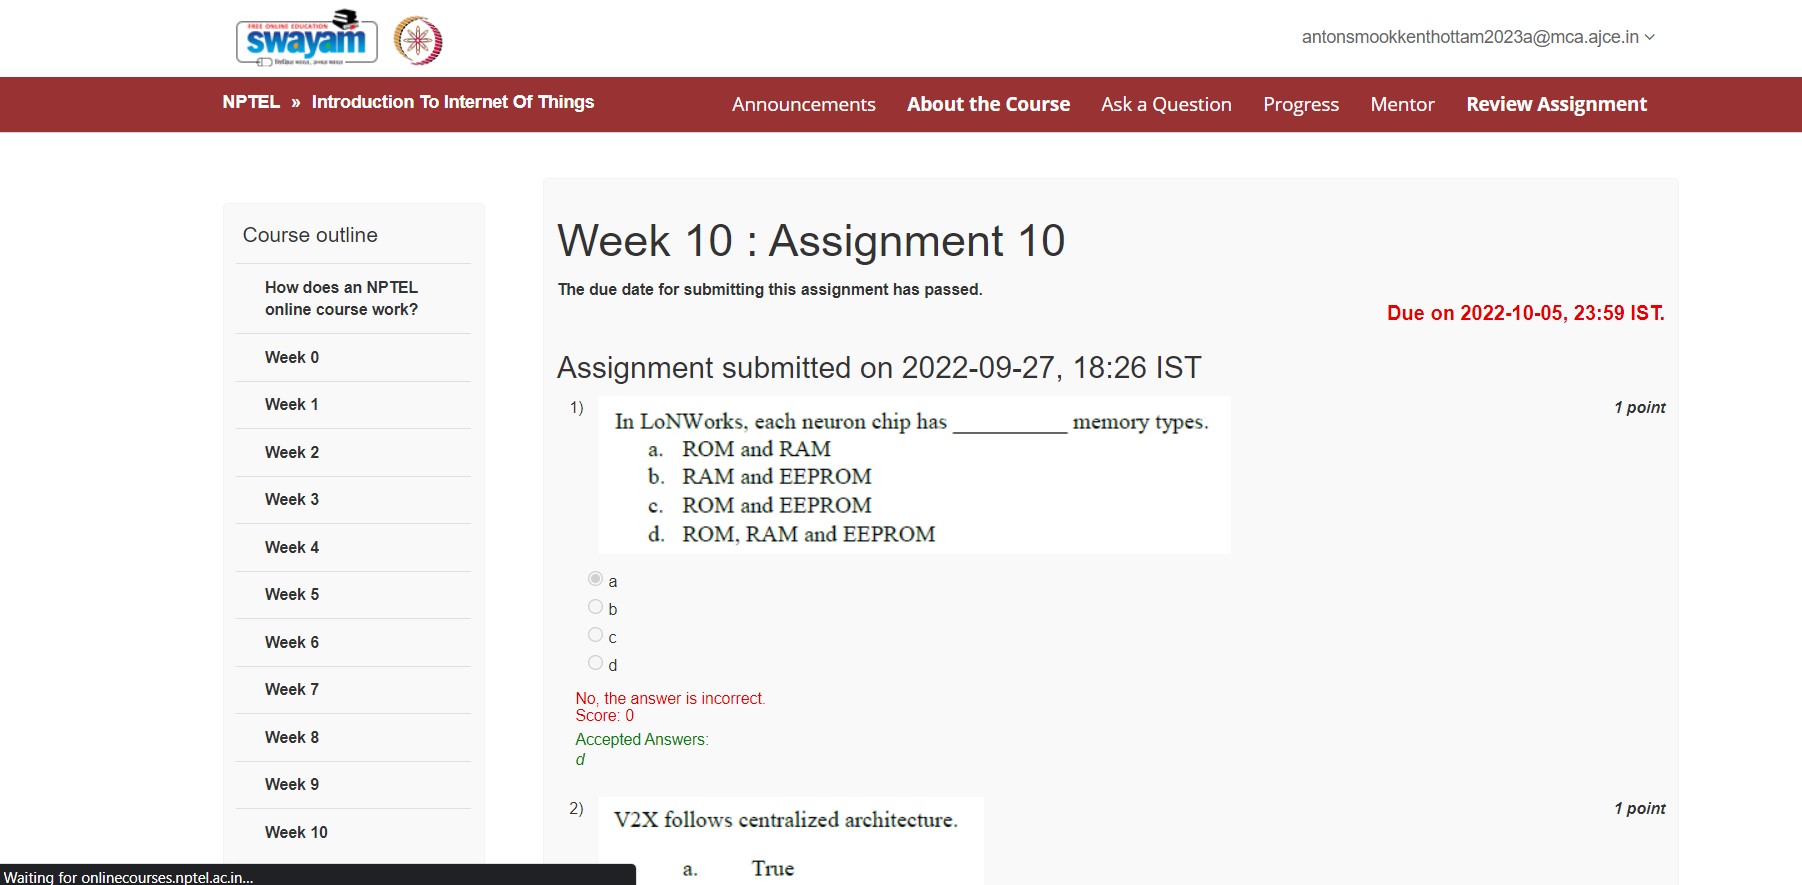 FREE ONLINE EDUCATION
swayam
antonsmookkenthottam2023a@mca.ajce.in
NPTEL » Introduction To Internet Of Things
Announcements About the Course Ask a Question Progress Mentor Review Assignment
Course outline
How does an NPTEL
online course work?
Week 0
Week 1
Week 2
Week 3
Week 4
Week 5
Week 6
Week 7
Week 8
Week 9
Week 10
Week 10 : Assignment 10
The due date for submitting this assignment has passed.
Due on 2022-10-05, 23:59 IST.
Assignment submitted on 2022-09-27, 18:26 IST
1) 1 point
In LoNWorks, each neuron chip has __________ memory types.
a. ROM and RAM
b. RAM and EEPROM
c. ROM and EEPROM
d. ROM, RAM and EEPROM
a
b
c
d
No, the answer is incorrect.
Score: 0
Accepted Answers:
d
2) 1 point
V2X follows centralized architecture.
a. True
Waiting for onlinecourses.nptel.ac.in...